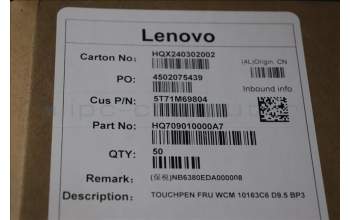 Lenovo
Carton No: HQX240302002
(4L)Origin CN
PO: 4502075439
Inbound info
Cus P/N: 5T71M69804
Part No: HQ709010000A7
QTY: 50
Remark: (保税)NB6380EDA000008
Description: TOUCHPEN FRU WCM 10163C6 D9.5 BP3